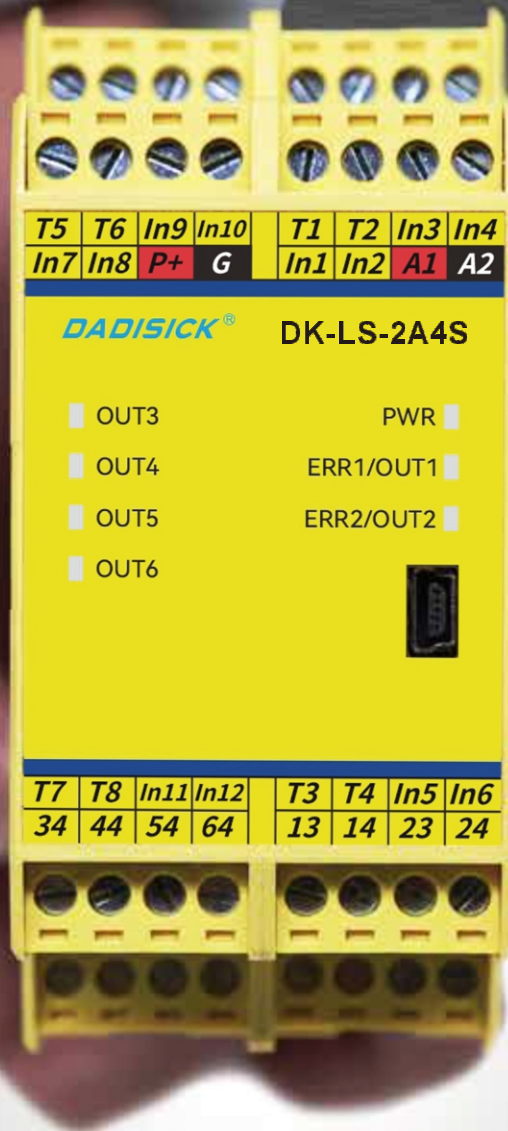 T5 T6 In9 In10 T1 T2 In3 In4
In7 In8 P+ G In1 In2 A1 A2
DADISICK® DK-LS-2A4S
OUT3 PWR
OUT4 ERR1/OUT1
OUT5 ERR2/OUT2
OUT6
T7 T8 In11 In12 T3 T4 In5 In6
34 44 54 64 13 14 23 24